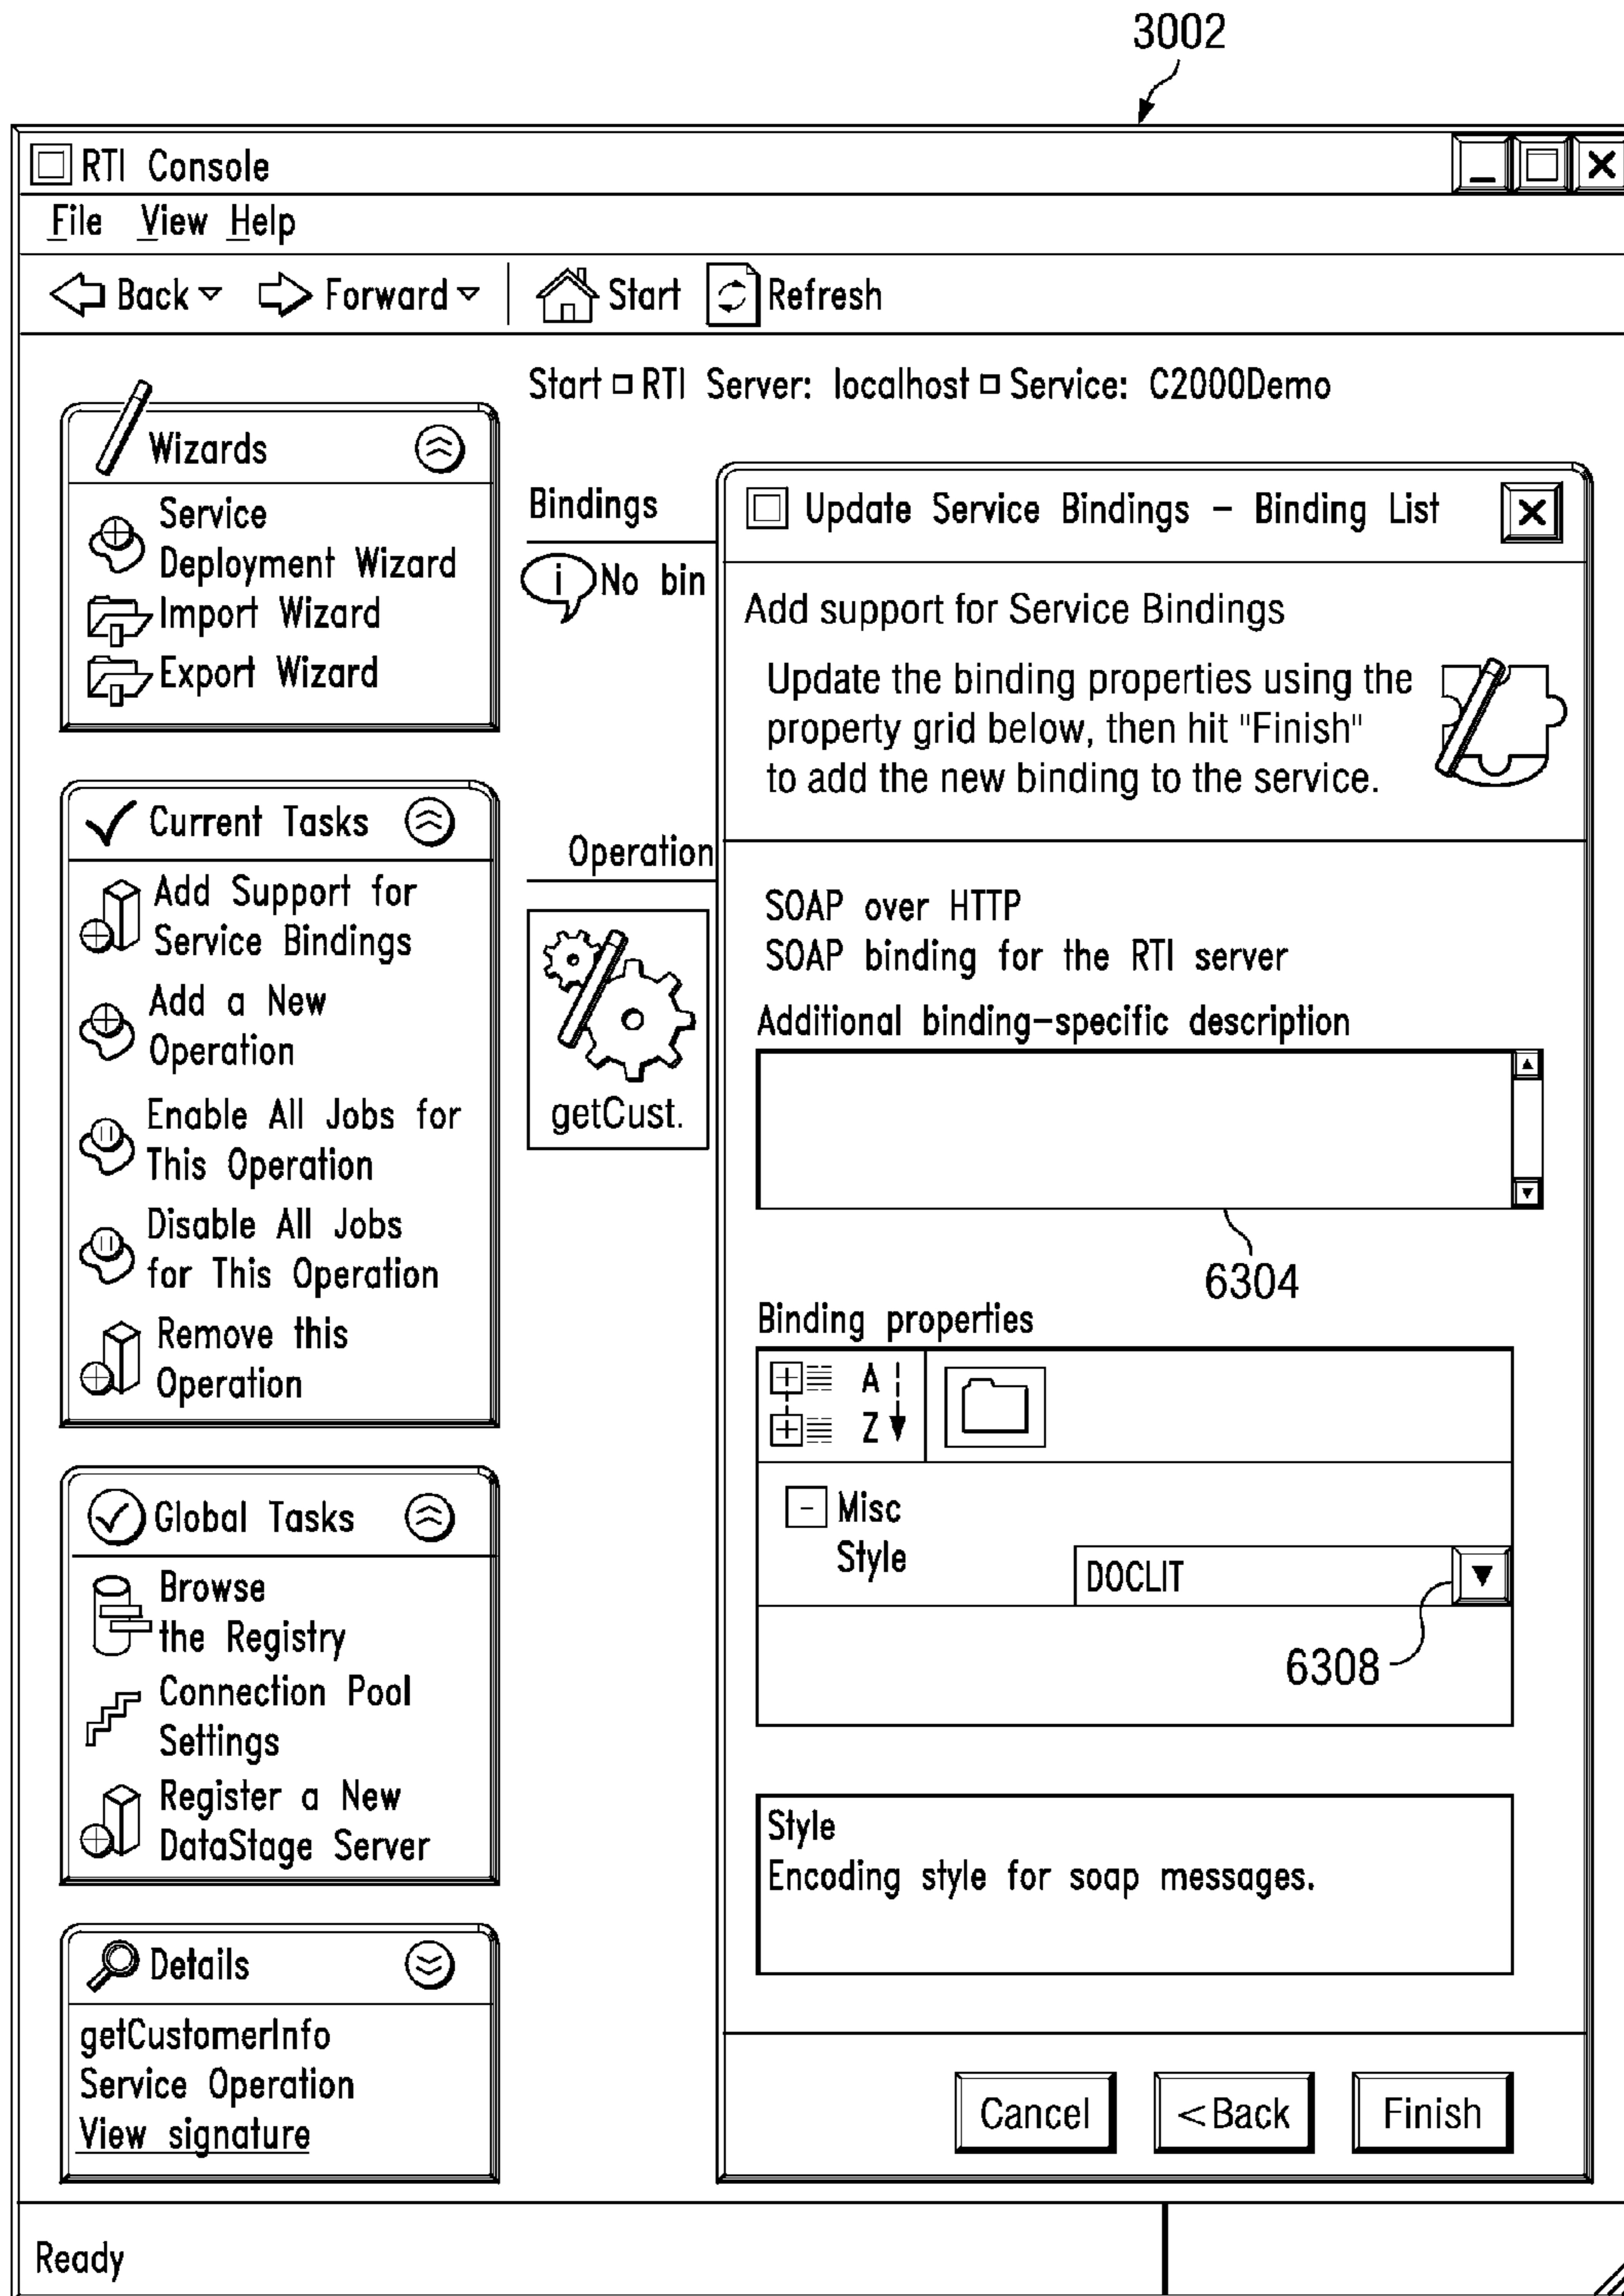 3002
RTI Console
File View Help
Back Forward Start Refresh
Start RTI Server: localhost Service: C2000Demo
Wizards
Service
Deployment Wizard
Import Wizard
Export Wizard
Current Tasks
Add Support for
Service Bindings
Add a New
Operation
Enable All Jobs for
This Operation
Disable All Jobs
for This Operation
Remove this
Operation
Global Tasks
Browse
the Registry
Connection Pool
Settings
Register a New
DataStage Server
Details
getCustomerInfo
Service Operation
View signature
Bindings
No bin
Operation
getCust.
Update Service Bindings – Binding List
Add support for Service Bindings
Update the binding properties using the
property grid below, then hit "Finish"
to add the new binding to the service.
SOAP over HTTP
SOAP binding for the RTI server
Additional binding–specific description
6304
Binding properties
A
Z
Misc
Style
DOCLIT
6308
Style
Encoding style for soap messages.
Cancel <Back Finish
Ready